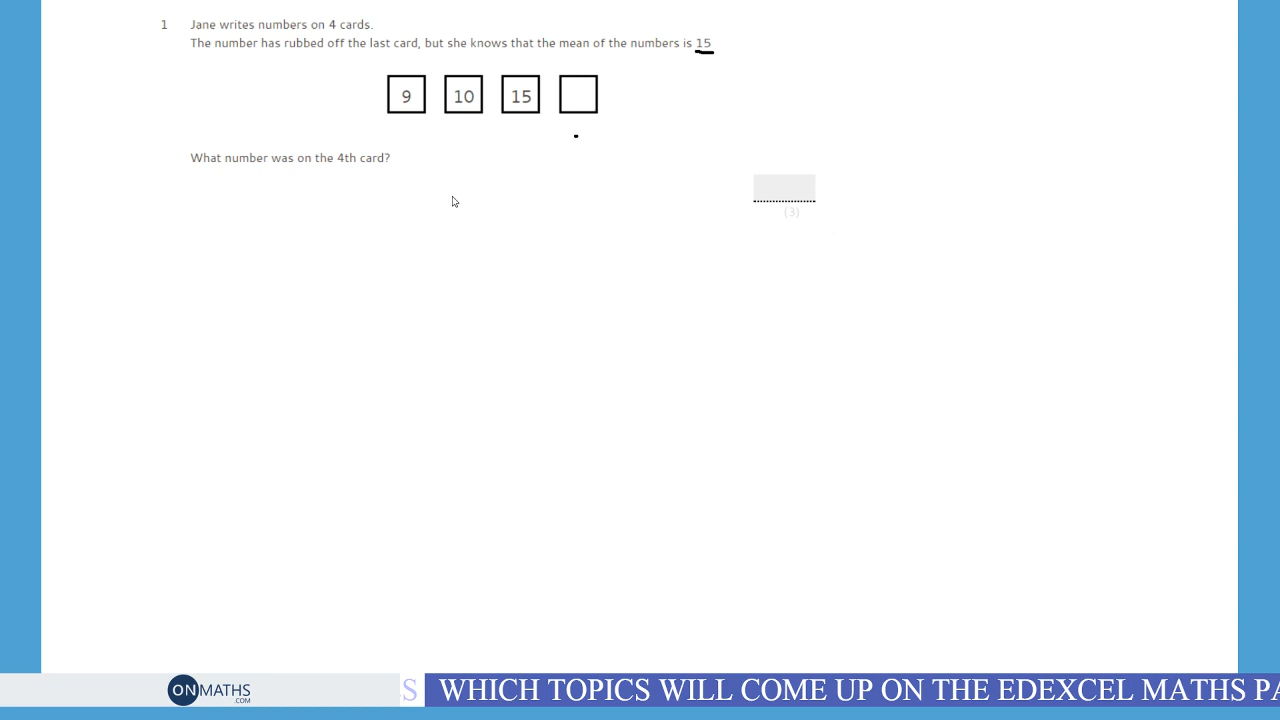 1 Jane writes numbers on 4 cards.
The number has rubbed off the last card, but she knows that the mean of the numbers is 15
9 10 15
What number was on the 4th card?
(3)
ONMATHS
.COM
S WHICH TOPICS WILL COME UP ON THE EDEXCEL MATHS PA